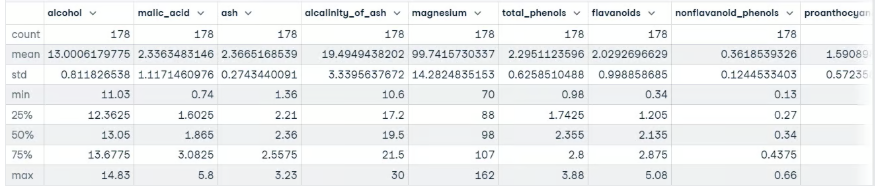 alcohol malic_acid ash alcalinity_of_ash magnesium total_phenols flavanoids nonflavanoid_phenols proanthocyan
count 178 178 178 178 178 178 178 178
mean 13.0006179775 2.3363483146 2.3665168539 19.4949438202 99.7415730337 2.2951123596 2.0292696629 0.3618539326 1.59089
std 0.811826538 1.1171460976 0.2743440091 3.3395637672 14.2824835153 0.6258510488 0.998858685 0.1244533403 0.57235
min 11.03 0.74 1.36 10.6 70 0.98 0.34 0.13
25% 12.3625 1.6025 2.21 17.2 88 1.7425 1.205 0.27
50% 13.05 1.865 2.36 19.5 98 2.355 2.135 0.34
75% 13.6775 3.0825 2.5575 21.5 107 2.8 2.875 0.4375
max 14.83 5.8 3.23 30 162 3.88 5.08 0.66